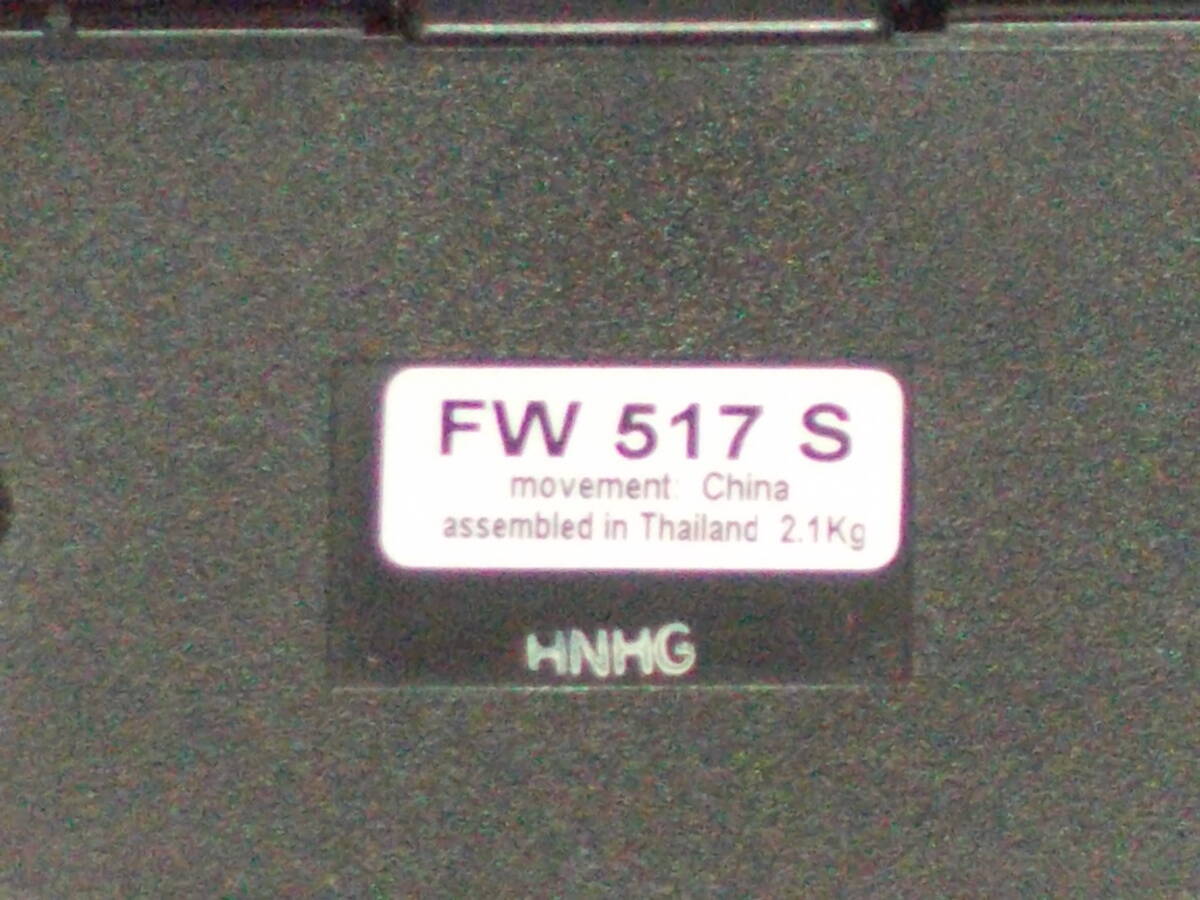 FW 517 S
movement: China
assembled in Thailand 2.1Kg
HNHG